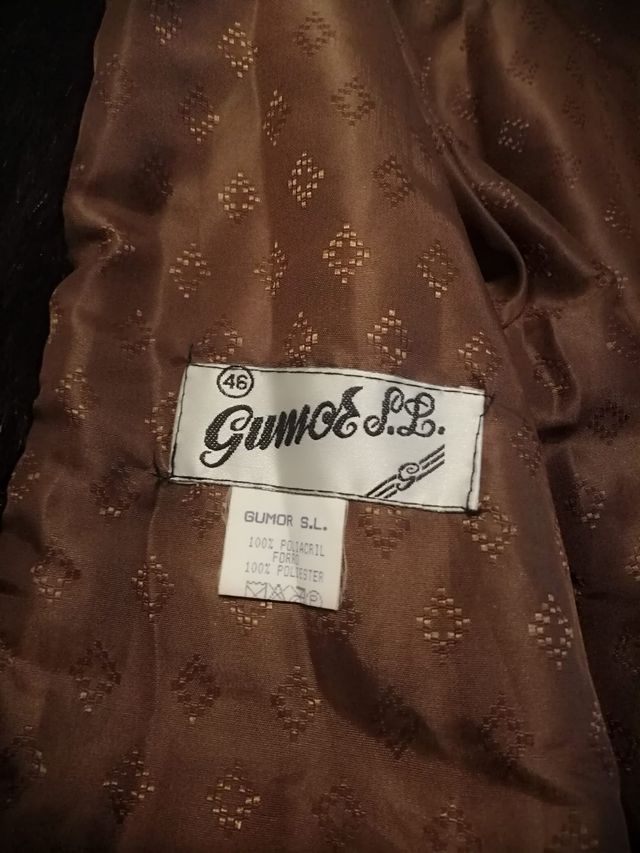 46
Gumor S.L.
G
GUMOR S.L.
100% POLIACRIL
FORRO
100% POLIESTER